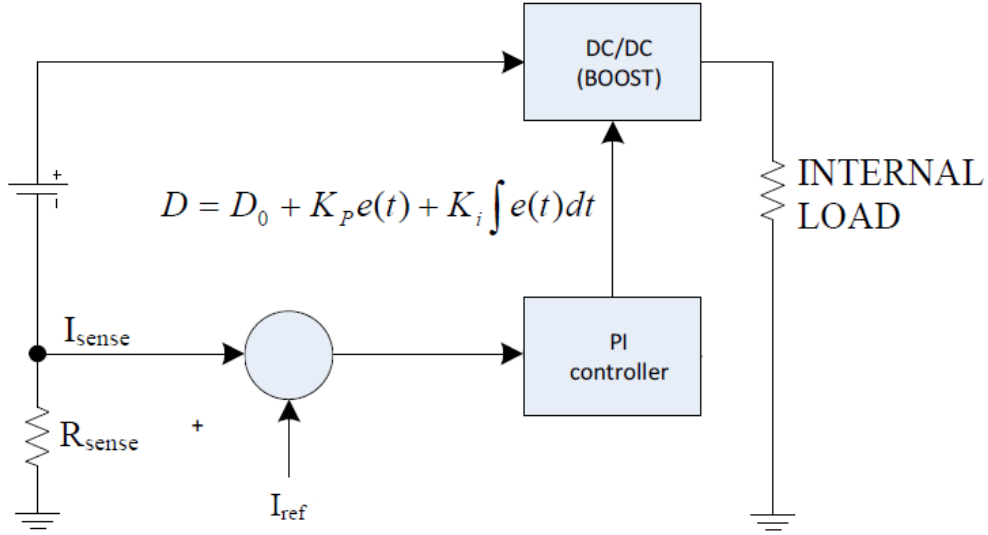 DC/DC
(BOOST)
+
-
D = D₀ + K_P e(t) + K_i ∫ e(t)dt
INTERNAL
LOAD
I_sense
PI
controller
R_sense
+
I_ref